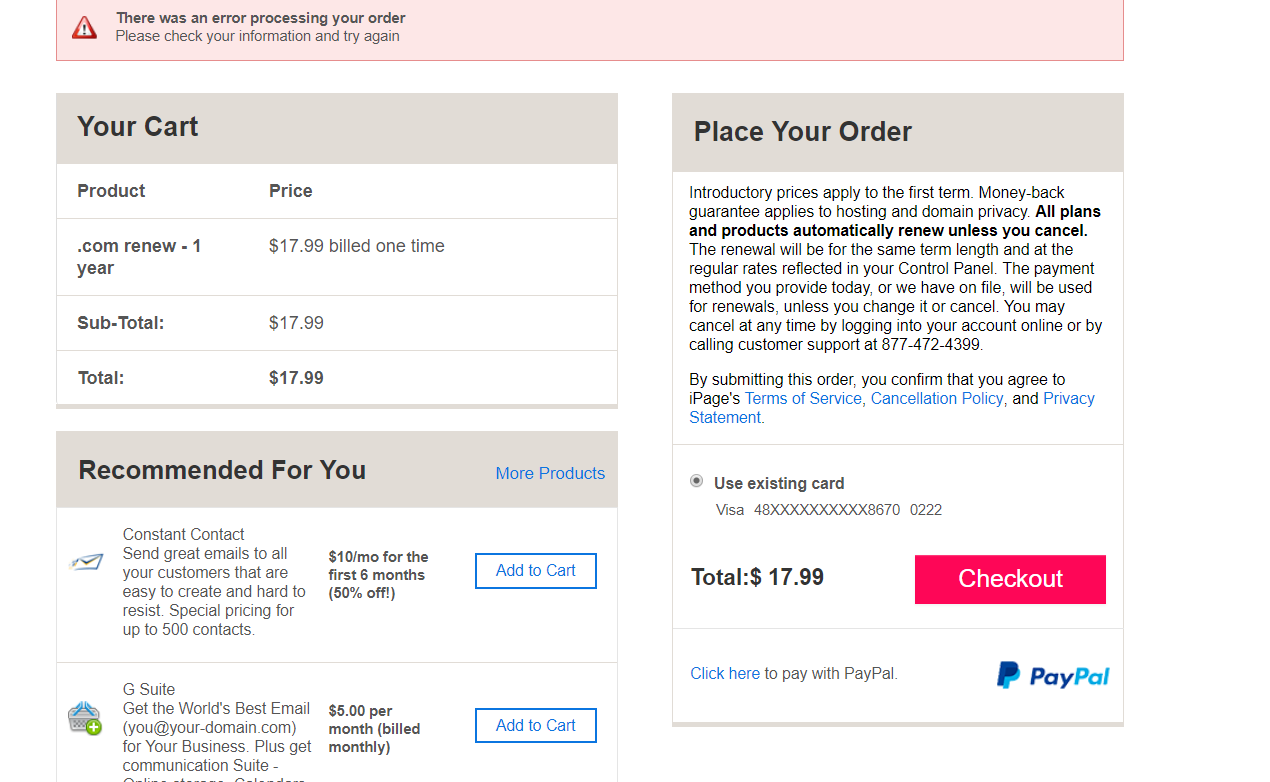 There was an error processing your order
Please check your information and try again
Your Cart
Product Price
.com renew - 1 year $17.99 billed one time
Sub-Total: $17.99
Total: $17.99
Recommended For You More Products
Constant Contact
Send great emails to all
your customers that are
easy to create and hard to
resist. Special pricing for
up to 500 contacts.
$10/mo for the
first 6 months
(50% off!)
Add to Cart
G Suite
Get the World's Best Email
(you@your-domain.com)
for Your Business. Plus get
communication Suite -
Online storage, Calendars
$5.00 per
month (billed
monthly)
Add to Cart
Place Your Order
Introductory prices apply to the first term. Money-back
guarantee applies to hosting and domain privacy. All plans
and products automatically renew unless you cancel.
The renewal will be for the same term length and at the
regular rates reflected in your Control Panel. The payment
method you provide today, or we have on file, will be used
for renewals, unless you change it or cancel. You may
cancel at any time by logging into your account online or by
calling customer support at 877-472-4399.
By submitting this order, you confirm that you agree to
iPage's Terms of Service, Cancellation Policy, and Privacy
Statement.
Use existing card
Visa 48XXXXXXXXXX8670 0222
Total:$ 17.99
Checkout
Click here to pay with PayPal.
PayPal